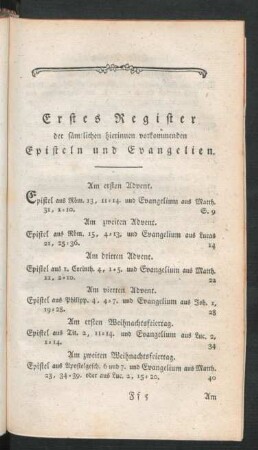 Erstes Register
der sämtlichen hierinnen vorkommenden
Episteln und Evangelien.
Am ersten Advent.
Epistel aus Röm. 13, 11-14. und Evangelium aus Matth.
21, 1-10. S. 9
Am zweiten Advent.
Epistel aus Röm. 15, 4-13. und Evangelium aus Lucas
21, 25-36. 14
Am dritten Advent.
Epistel aus 1. Corinth. 4, 1-5. und Evangelium aus Matth.
11, 2-10. 22
Am vierten Advent.
Epistel aus Philipp. 4, 4-7. und Evangelium aus Joh. 1,
19-28. 28
Am ersten Weihnachtsfeiertag.
Epistel aus Tit. 2, 11-14. und Evangelium aus Luc. 2,
1-14. 34
Am zweiten Weihnachtsfeiertag.
Epistel aus Apostelgesch. 6 und 7. und Evangelium aus Matth.
23, 34-39. oder aus Luc. 2, 15-20. 40
Ff 5 Am